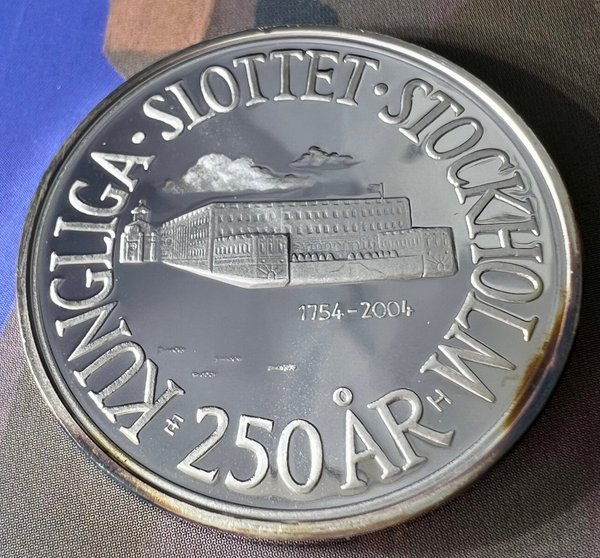 KUNGLIGA · SLOTTET · STOCKHOLM
1754-2004
250 ÅR
H